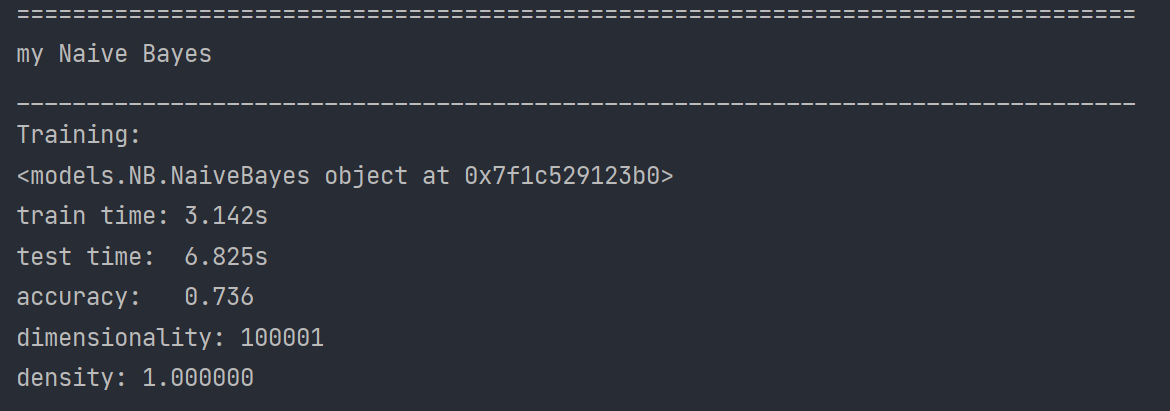 ================================================================================
my Naive Bayes
________________________________________________________________________________
Training:
<models.NB.NaiveBayes object at 0x7f1c529123b0>
train time: 3.142s
test time:  6.825s
accuracy:   0.736
dimensionality: 100001
density: 1.000000